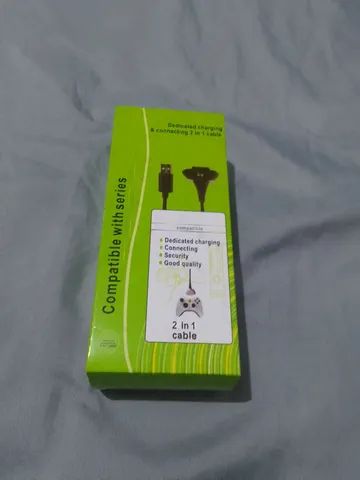 Dedicated charging
& connecting 2 in 1 cable
Compatible with series
compatible
Dedicated charging
Connecting
Security
Good quality
2 in 1
cable